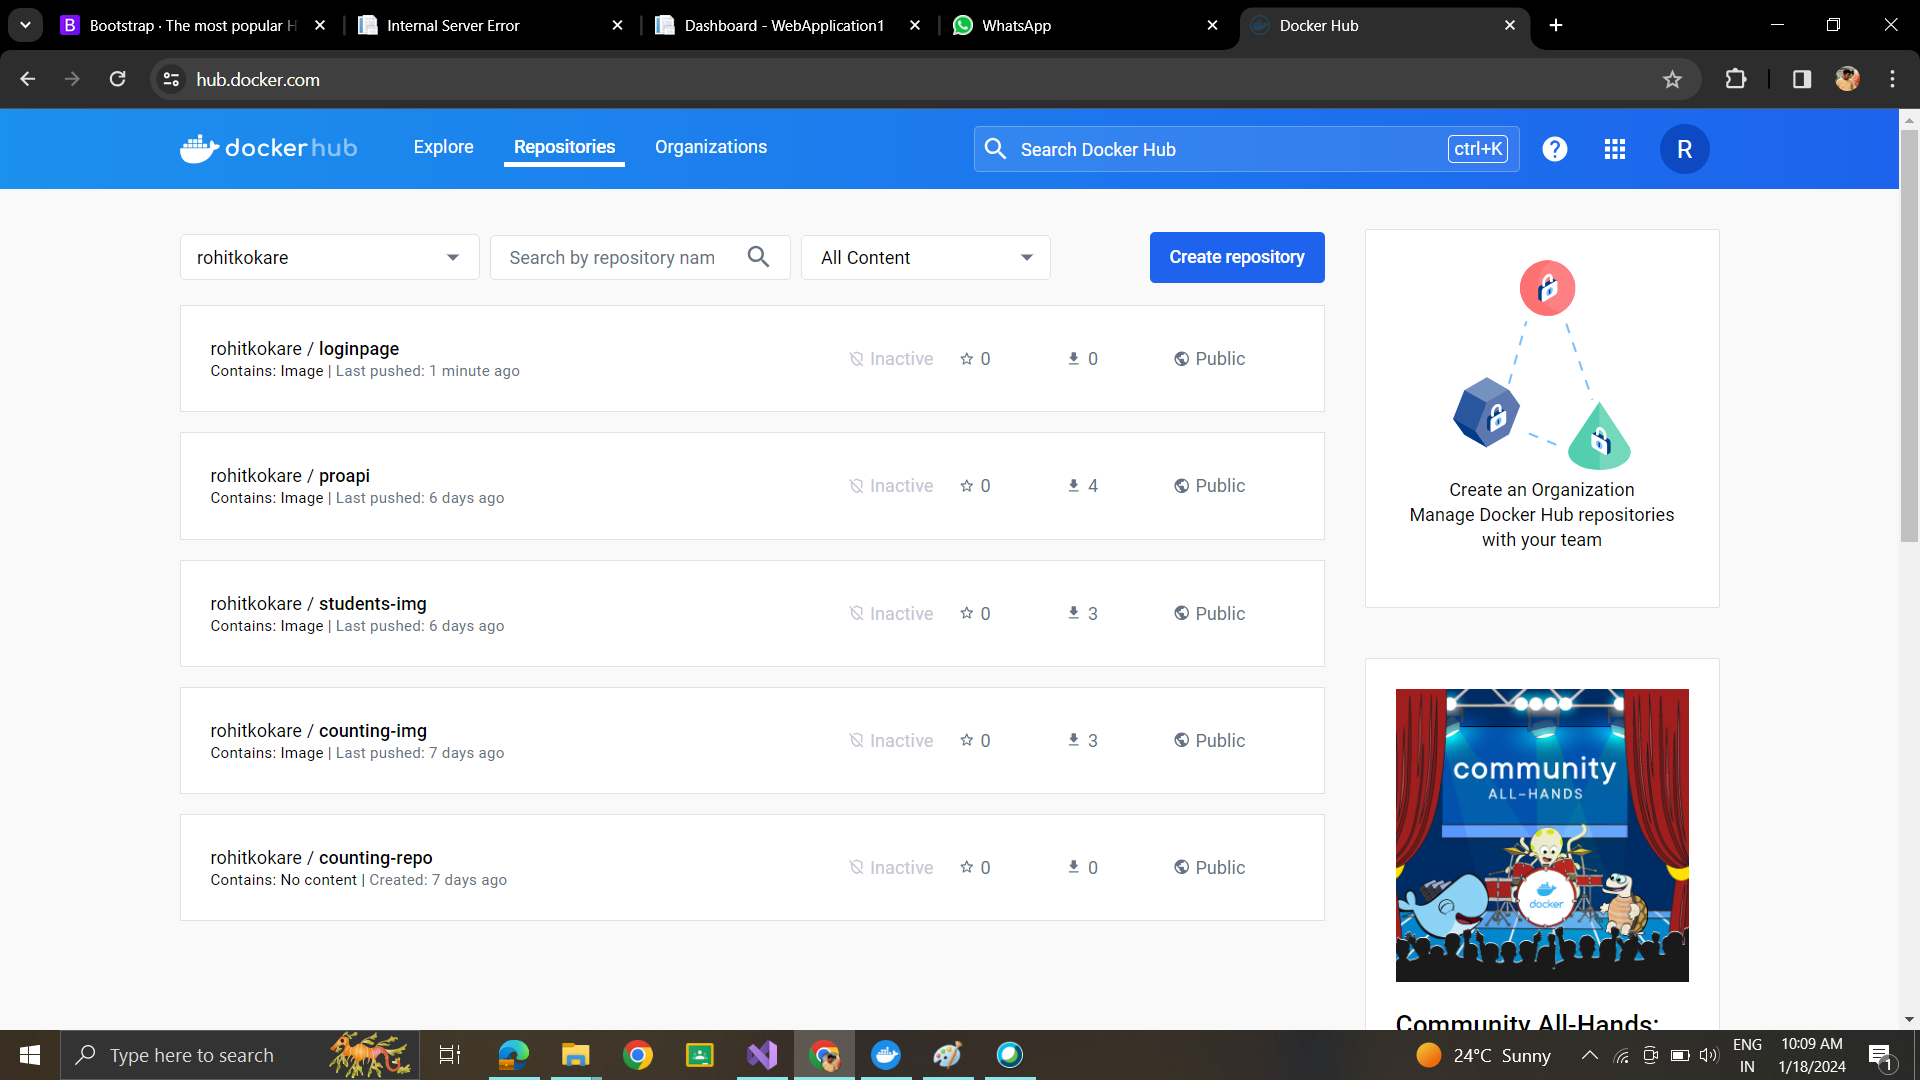 Bootstrap · The most popular H
Internal Server Error
Dashboard - WebApplication1
WhatsApp
Docker Hub
hub.docker.com
dockerhub
Explore
Repositories
Organizations
Search Docker Hub
ctrl+K
R
rohitkokare
Search by repository nam
All Content
Create repository
rohitkokare / loginpage
Contains: Image | Last pushed: 1 minute ago
Inactive
0
0
Public
rohitkokare / proapi
Contains: Image | Last pushed: 6 days ago
Inactive
0
4
Public
rohitkokare / students-img
Contains: Image | Last pushed: 6 days ago
Inactive
0
3
Public
rohitkokare / counting-img
Contains: Image | Last pushed: 7 days ago
Inactive
0
3
Public
rohitkokare / counting-repo
Contains: No content | Created: 7 days ago
Inactive
0
0
Public
Create an Organization
Manage Docker Hub repositories
with your team
community
ALL-HANDS
docker
Community All-Hands:
Type here to search
24°C Sunny
ENG
IN
10:09 AM
1/18/2024
1